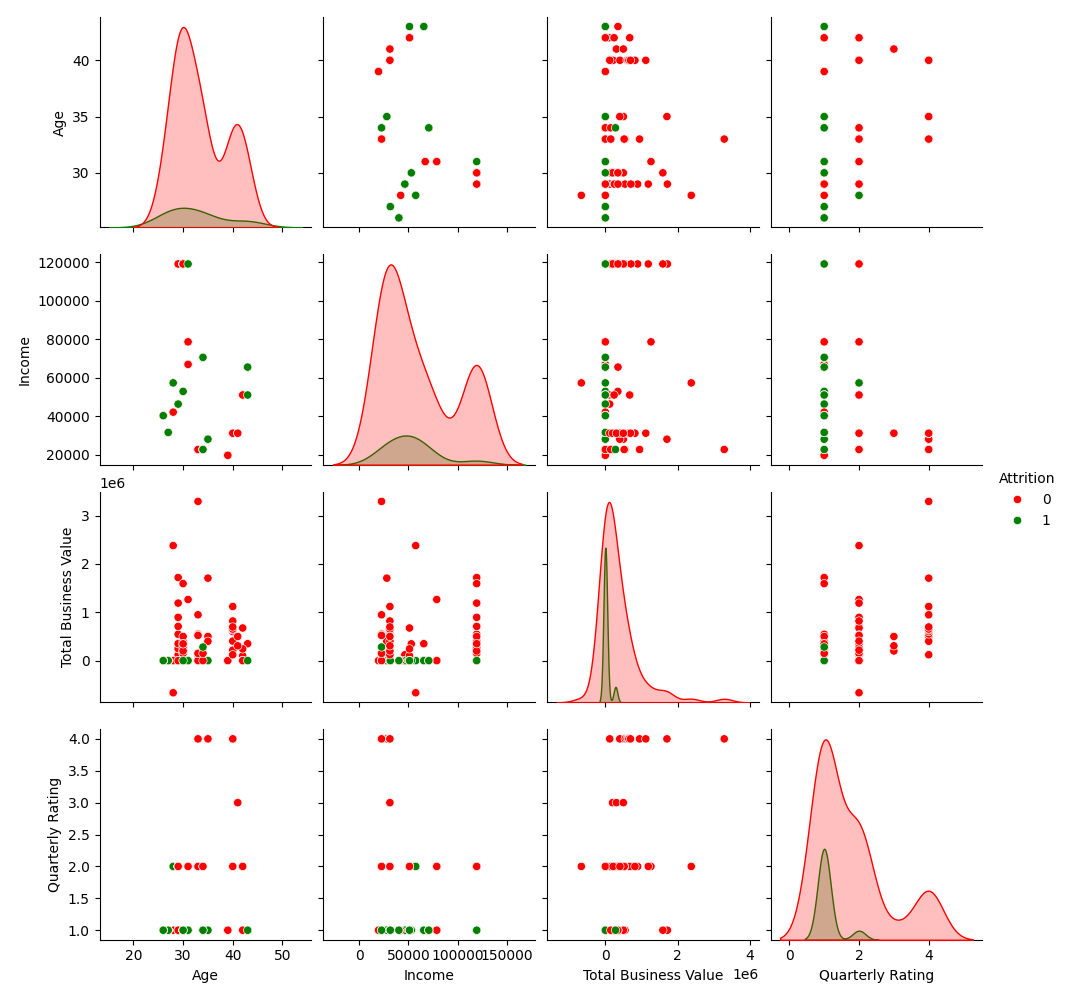 40
35
30
Age
120000
100000
80000
60000
40000
20000
Income
1e6
3
2
1
0
Total Business Value
Attrition
0
1
4.0
3.5
3.0
2.5
2.0
1.5
1.0
Quarterly Rating
20 30 40 50
Age
0 50000 100000 150000
Income
0 2 4
1e6
Total Business Value
0 2 4
Quarterly Rating